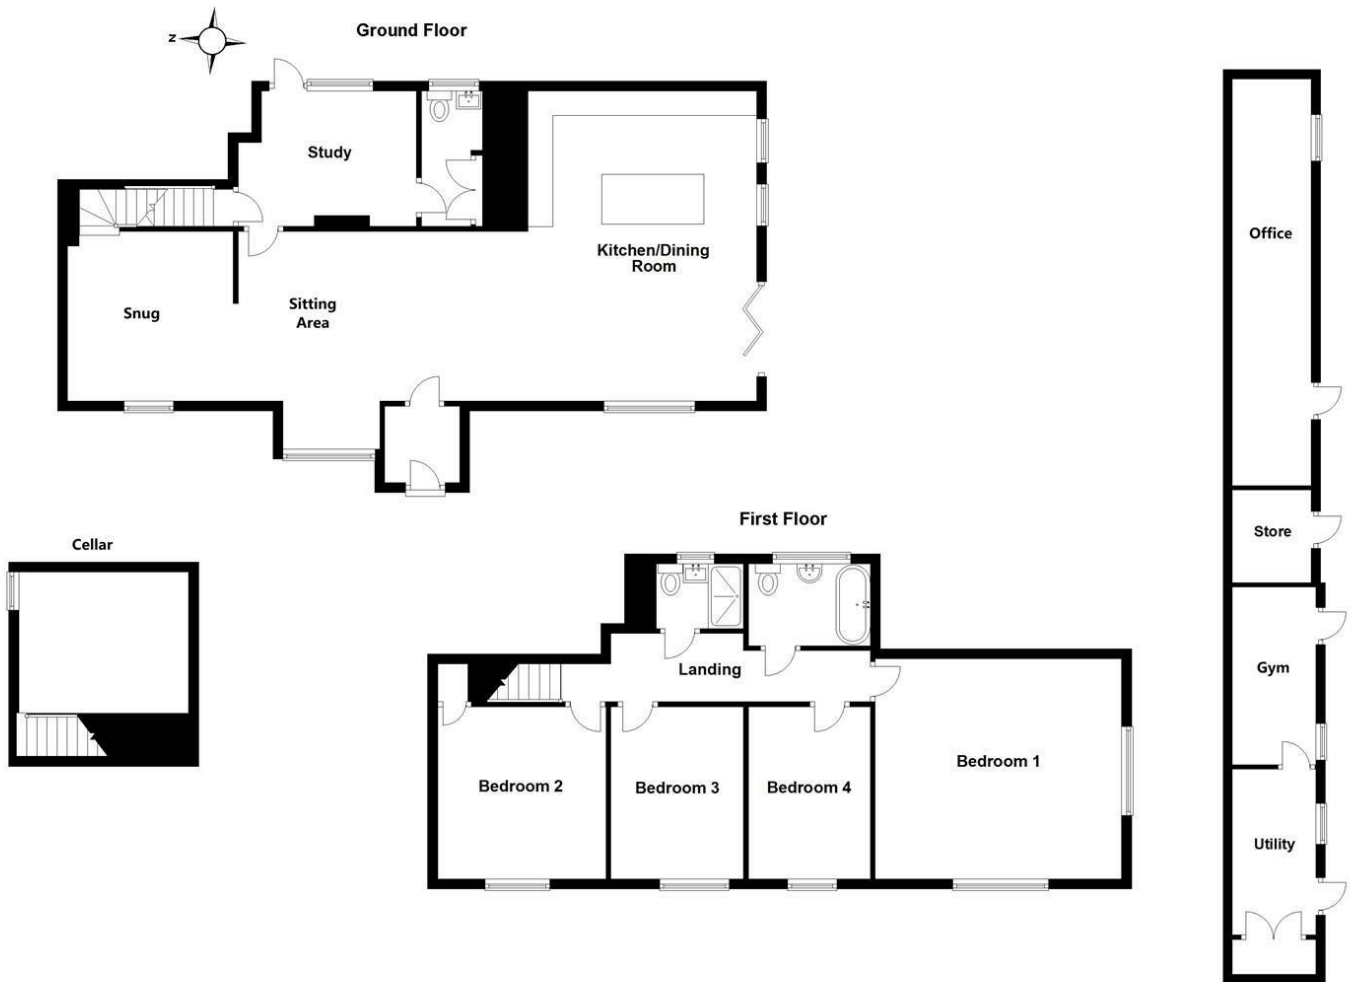 Ground Floor
Z
Study
Kitchen/Dining
Room
Snug
Sitting
Area
Office
Store
Gym
Utility
First Floor
Cellar
Landing
Bedroom 2
Bedroom 3
Bedroom 4
Bedroom 1